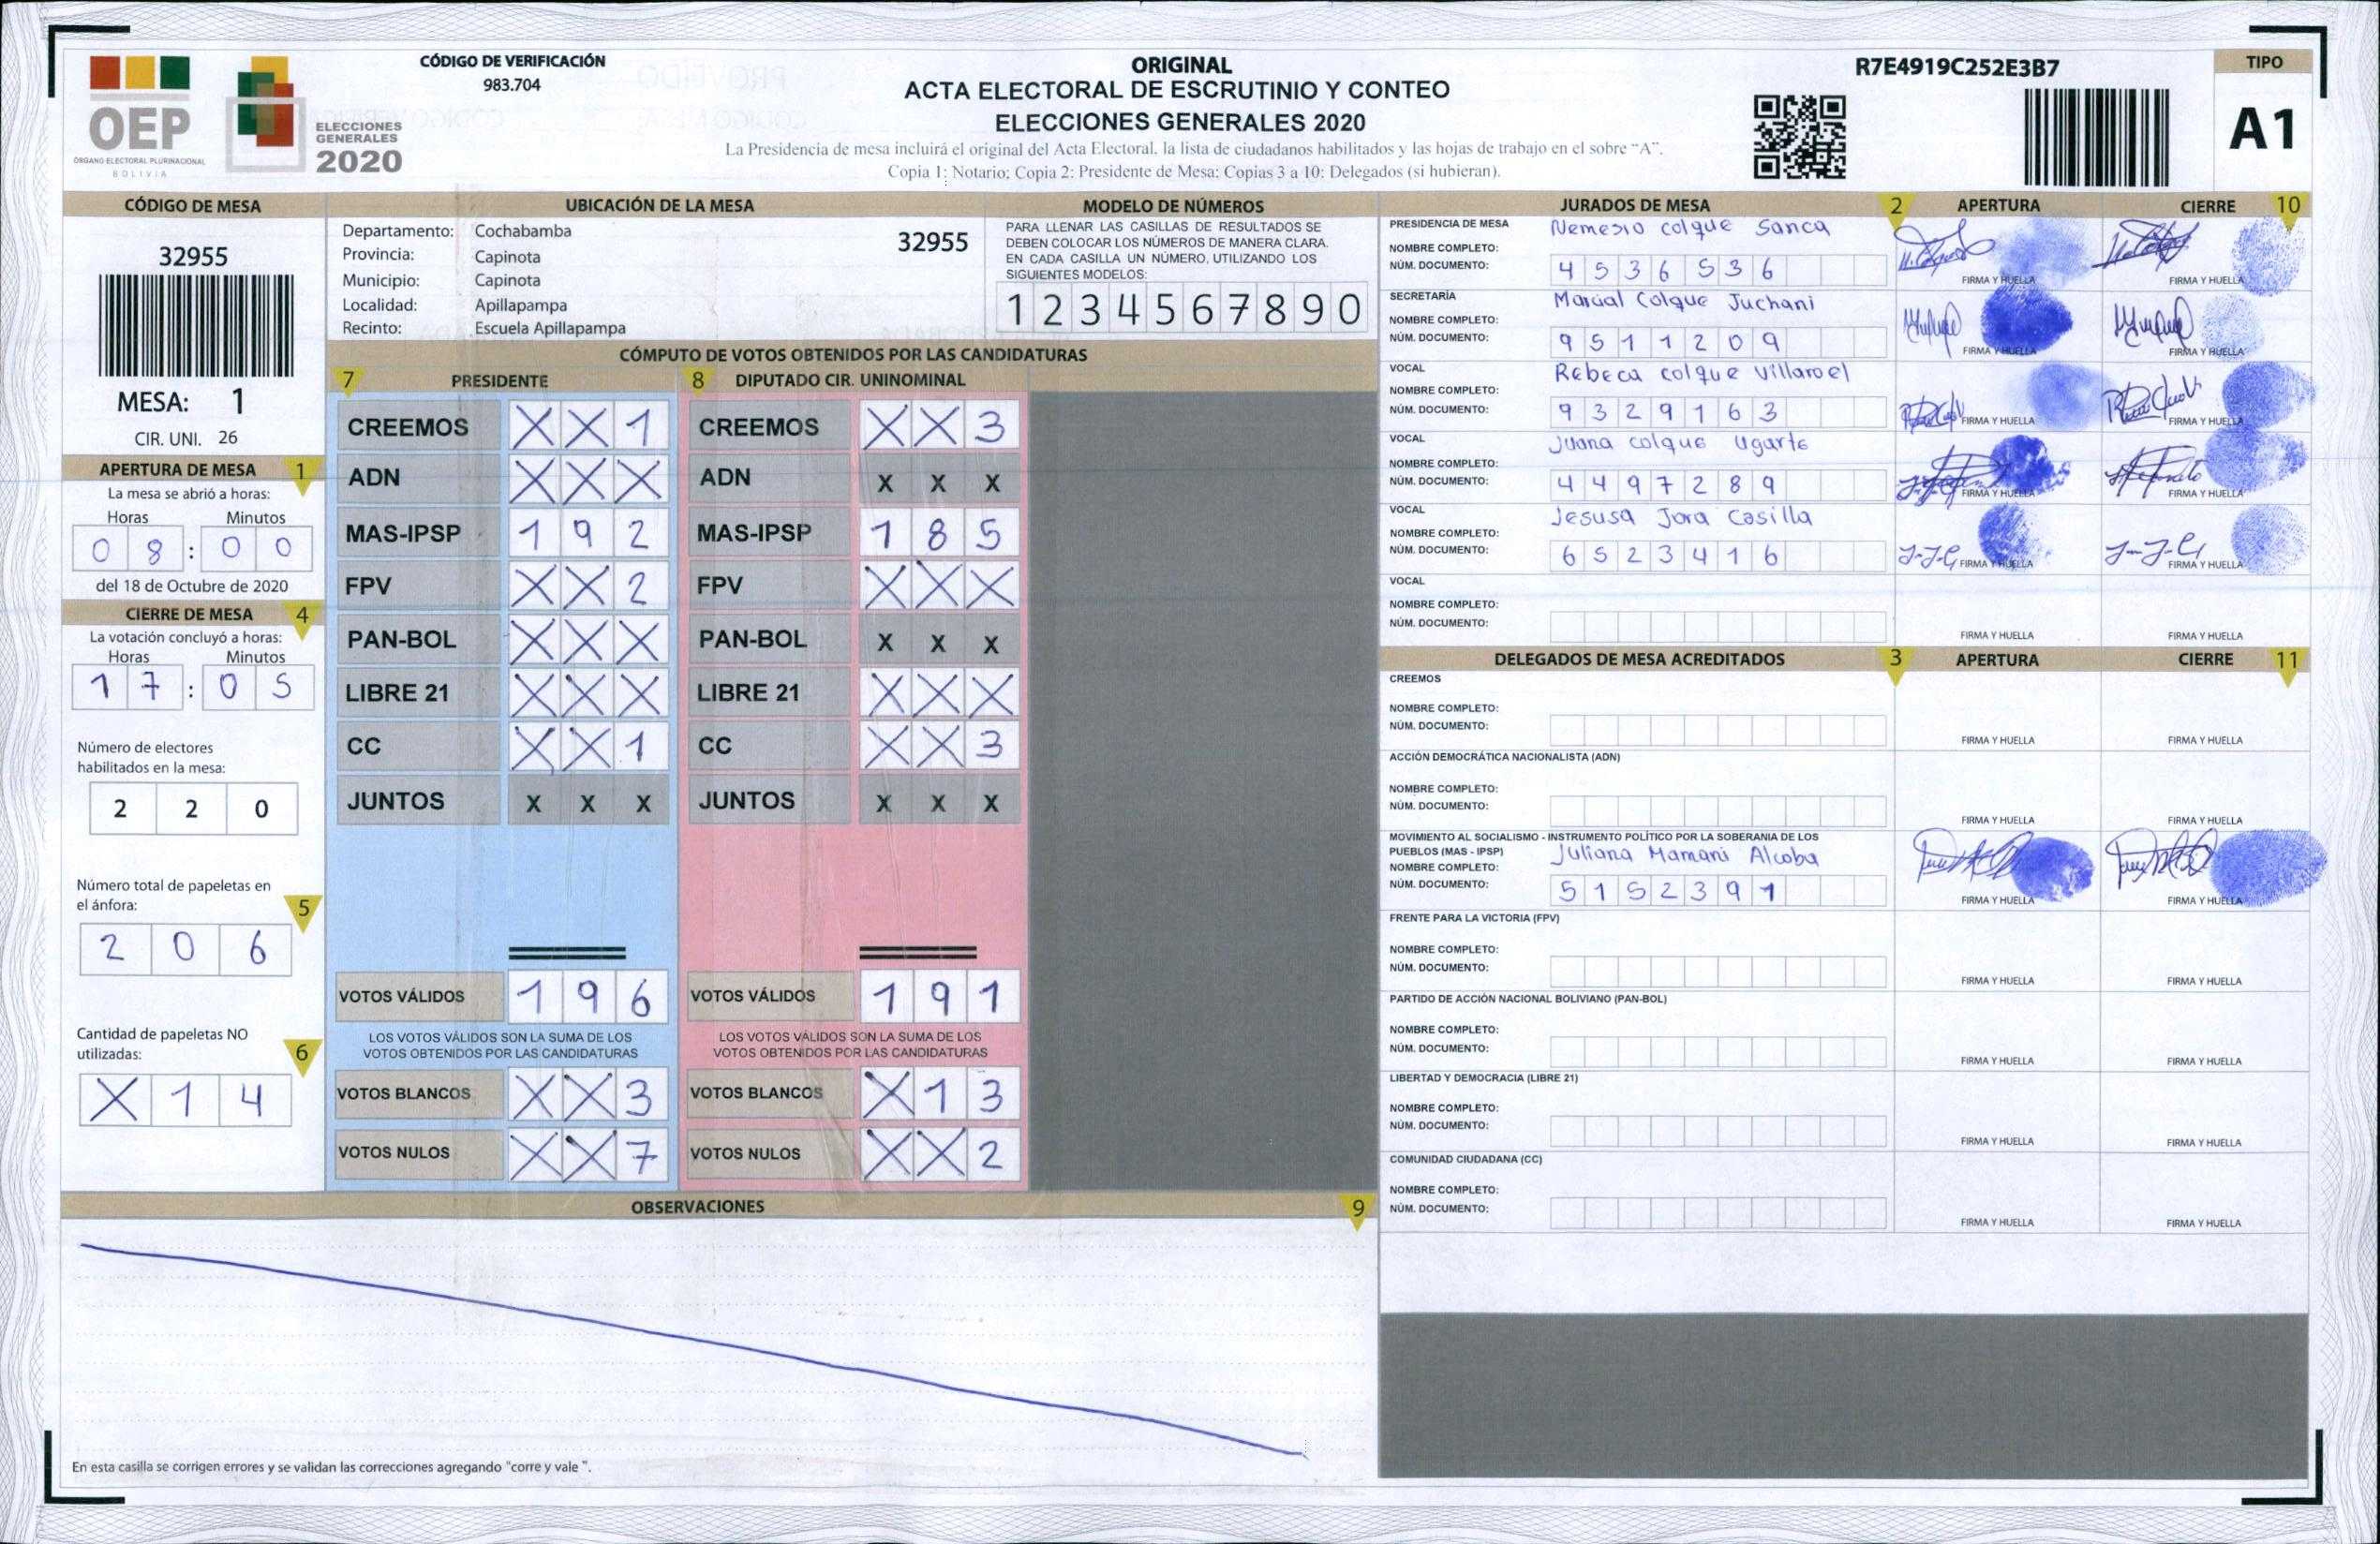 OEP
ÓRGANO ELECTORAL PLURINACIONAL
BOLIVIA
ELECCIONES
GENERALES
2020
CÓDIGO DE VERIFICACIÓN
983.704
ORIGINAL
ACTA ELECTORAL DE ESCRUTINIO Y CONTEO
ELECCIONES GENERALES 2020
La Presidencia de mesa incluirá el original del Acta Electoral, la lista de ciudadanos habilitados y las hojas de trabajo en el sobre “A”.
Copia 1: Notario; Copia 2: Presidente de Mesa; Copias 3 a 10: Delegados (si hubieran).
R7E4919C252E3B7
TIPO
A1
CÓDIGO DE MESA
32955
MESA: 1
CIR. UNI. 26
APERTURA DE MESA 1
La mesa se abrió a horas:
Horas Minutos
0 8 : 0 0
del 18 de Octubre de 2020
CIERRE DE MESA 4
La votación concluyó a horas:
Horas Minutos
1 7 : 0 5
Número de electores
habilitados en la mesa:
2 2 0
Número total de papeletas en
el ánfora: 5
2 0 6
Cantidad de papeletas NO
utilizadas: 6
X 1 4
UBICACIÓN DE LA MESA
Departamento: Cochabamba
Provincia: Capinota
Municipio: Capinota
Localidad: Apillapampa
Recinto: Escuela Apillapampa
32955
MODELO DE NÚMEROS
PARA LLENAR LAS CASILLAS DE RESULTADOS SE
DEBEN COLOCAR LOS NÚMEROS DE MANERA CLARA.
EN CADA CASILLA UN NÚMERO, UTILIZANDO LOS
SIGUIENTES MODELOS:
1 2 3 4 5 6 7 8 9 0
CÓMPUTO DE VOTOS OBTENIDOS POR LAS CANDIDATURAS
7 PRESIDENTE
CREEMOS X X 1
ADN X X X
MAS-IPSP 1 9 2
FPV X X 2
PAN-BOL X X X
LIBRE 21 X X X
CC X X 1
JUNTOS X X X
VOTOS VÁLIDOS 1 9 6
LOS VOTOS VÁLIDOS SON LA SUMA DE LOS
VOTOS OBTENIDOS POR LAS CANDIDATURAS
VOTOS BLANCOS X X 3
VOTOS NULOS X X 7
8 DIPUTADO CIR. UNINOMINAL
CREEMOS X X 3
ADN X X X
MAS-IPSP 1 8 5
FPV X X X
PAN-BOL X X X
LIBRE 21 X X X
CC X X 3
JUNTOS X X X
VOTOS VÁLIDOS 1 9 1
LOS VOTOS VÁLIDOS SON LA SUMA DE LOS
VOTOS OBTENIDOS POR LAS CANDIDATURAS
VOTOS BLANCOS X 1 3
VOTOS NULOS X X 2
OBSERVACIONES 9
En esta casilla se corrigen errores y se validan las correcciones agregando "corre y vale ".
JURADOS DE MESA 2 APERTURA CIERRE 10
PRESIDENCIA DE MESA
NOMBRE COMPLETO: Nemesio colque Sanca
NÚM. DOCUMENTO: 4 5 3 6 5 3 6
FIRMA Y HUELLA FIRMA Y HUELLA
SECRETARÍA
NOMBRE COMPLETO: Marcial Colque Juchani
NÚM. DOCUMENTO: 9 5 1 1 2 0 9
FIRMA Y HUELLA FIRMA Y HUELLA
VOCAL
NOMBRE COMPLETO: Rebeca colque villaroel
NÚM. DOCUMENTO: 9 3 2 9 1 6 3
FIRMA Y HUELLA FIRMA Y HUELLA
VOCAL
NOMBRE COMPLETO: Juana colque Ugarte
NÚM. DOCUMENTO: 4 4 9 7 2 8 9
FIRMA Y HUELLA FIRMA Y HUELLA
VOCAL
NOMBRE COMPLETO: Jesusa Jora Casilla
NÚM. DOCUMENTO: 6 5 2 3 4 1 6
J-J-C FIRMA Y HUELLA J-J-C FIRMA Y HUELLA
VOCAL
NOMBRE COMPLETO:
NÚM. DOCUMENTO:
FIRMA Y HUELLA FIRMA Y HUELLA
DELEGADOS DE MESA ACREDITADOS 3 APERTURA CIERRE 11
CREEMOS
NOMBRE COMPLETO:
NÚM. DOCUMENTO:
FIRMA Y HUELLA FIRMA Y HUELLA
ACCIÓN DEMOCRÁTICA NACIONALISTA (ADN)
NOMBRE COMPLETO:
NÚM. DOCUMENTO:
FIRMA Y HUELLA FIRMA Y HUELLA
MOVIMIENTO AL SOCIALISMO - INSTRUMENTO POLÍTICO POR LA SOBERANIA DE LOS
PUEBLOS (MAS - IPSP)
NOMBRE COMPLETO: Juliana Mamani Alcoba
NÚM. DOCUMENTO: 5 1 5 2 3 9 1
FIRMA Y HUELLA FIRMA Y HUELLA
FRENTE PARA LA VICTORIA (FPV)
NOMBRE COMPLETO:
NÚM. DOCUMENTO:
FIRMA Y HUELLA FIRMA Y HUELLA
PARTIDO DE ACCIÓN NACIONAL BOLIVIANO (PAN-BOL)
NOMBRE COMPLETO:
NÚM. DOCUMENTO:
FIRMA Y HUELLA FIRMA Y HUELLA
LIBERTAD Y DEMOCRACIA (LIBRE 21)
NOMBRE COMPLETO:
NÚM. DOCUMENTO:
FIRMA Y HUELLA FIRMA Y HUELLA
COMUNIDAD CIUDADANA (CC)
NOMBRE COMPLETO:
NÚM. DOCUMENTO:
FIRMA Y HUELLA FIRMA Y HUELLA